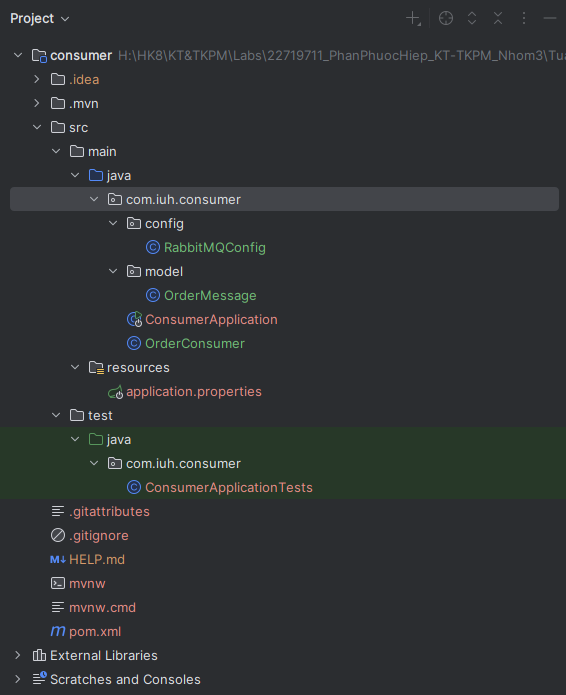 Project
consumer H:\HK8\KT&TKPM\Labs\22719711_PhanPhuocHiep_KT-TKPM_Nhom3\Tua
.idea
.mvn
src
main
java
com.iuh.consumer
config
RabbitMQConfig
model
OrderMessage
ConsumerApplication
OrderConsumer
resources
application.properties
test
java
com.iuh.consumer
ConsumerApplicationTests
.gitattributes
.gitignore
M↓ HELP.md
mvnw
mvnw.cmd
m pom.xml
External Libraries
Scratches and Consoles